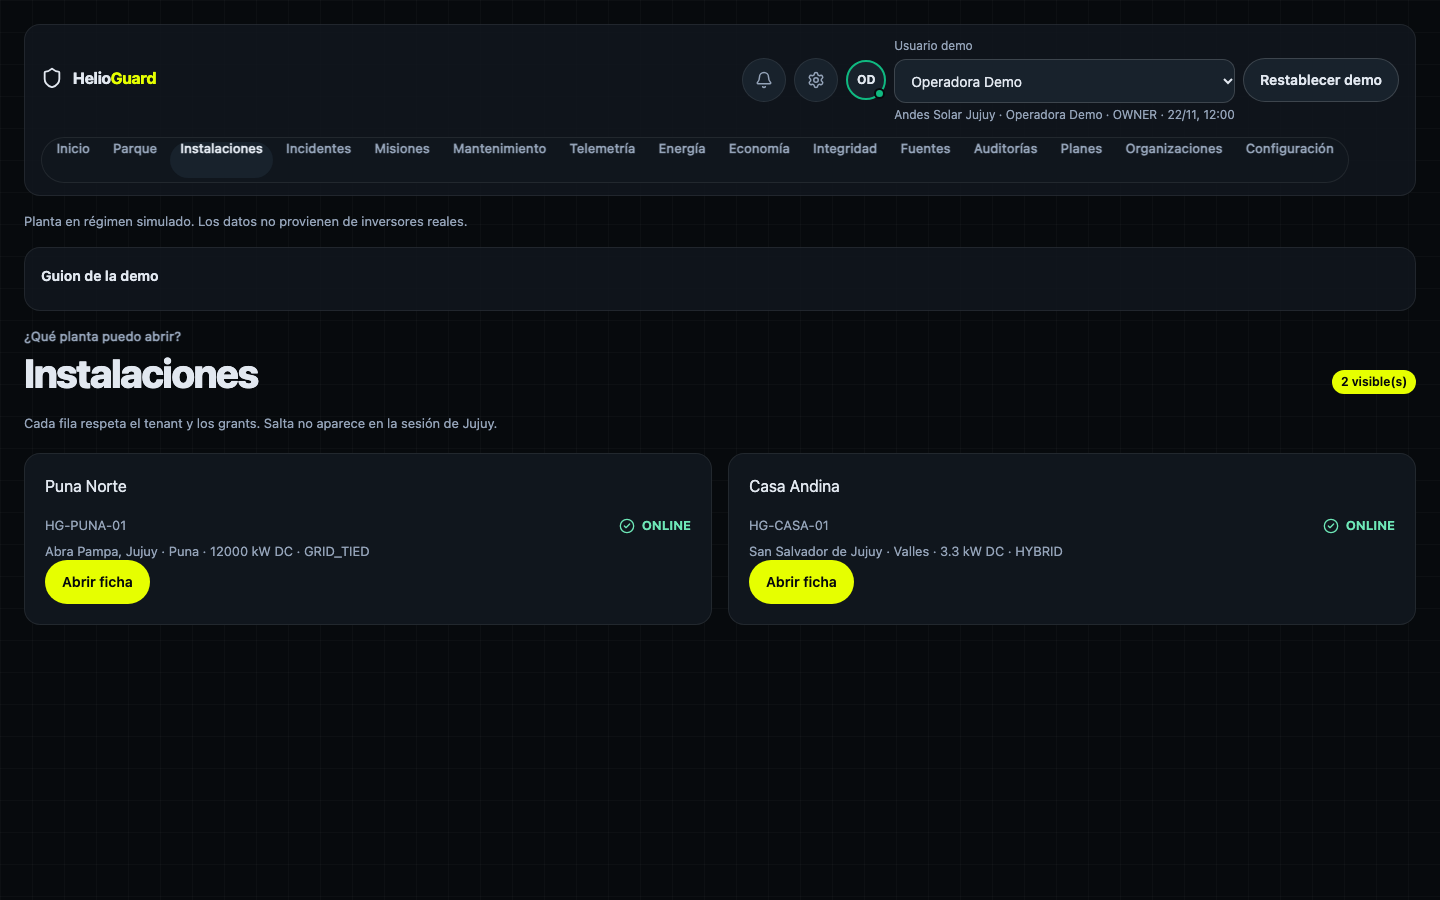 HelioGuard
OD
Usuario demo
Operadora Demo
Restablecer demo
Andes Solar Jujuy · Operadora Demo · OWNER · 22/11, 12:00
Inicio Parque Instalaciones Incidentes Misiones Mantenimiento Telemetría Energía Economía Integridad Fuentes Auditorías Planes Organizaciones Configuración
Planta en régimen simulado. Los datos no provienen de inversores reales.
Guion de la demo
¿Qué planta puedo abrir?
Instalaciones
2 visible(s)
Cada fila respeta el tenant y los grants. Salta no aparece en la sesión de Jujuy.
Puna Norte
HG-PUNA-01
ONLINE
Abra Pampa, Jujuy · Puna · 12000 kW DC · GRID_TIED
Abrir ficha
Casa Andina
HG-CASA-01
ONLINE
San Salvador de Jujuy · Valles · 3.3 kW DC · HYBRID
Abrir ficha